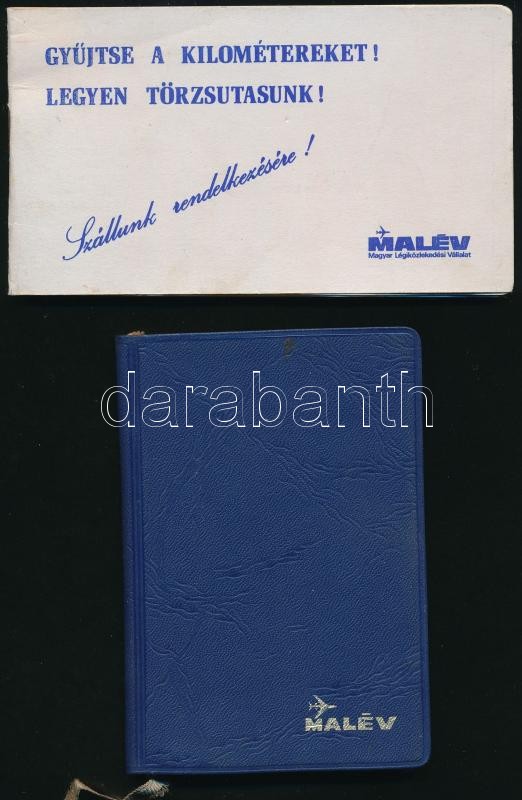 GYŰJTSE A KILOMÉTEREKET!
LEGYEN TÖRZSUTASUNK!
Szállunk rendelkezésére!
MALÉV
Magyar Légiközlekedési Vállalat
darabanth
MALÉV